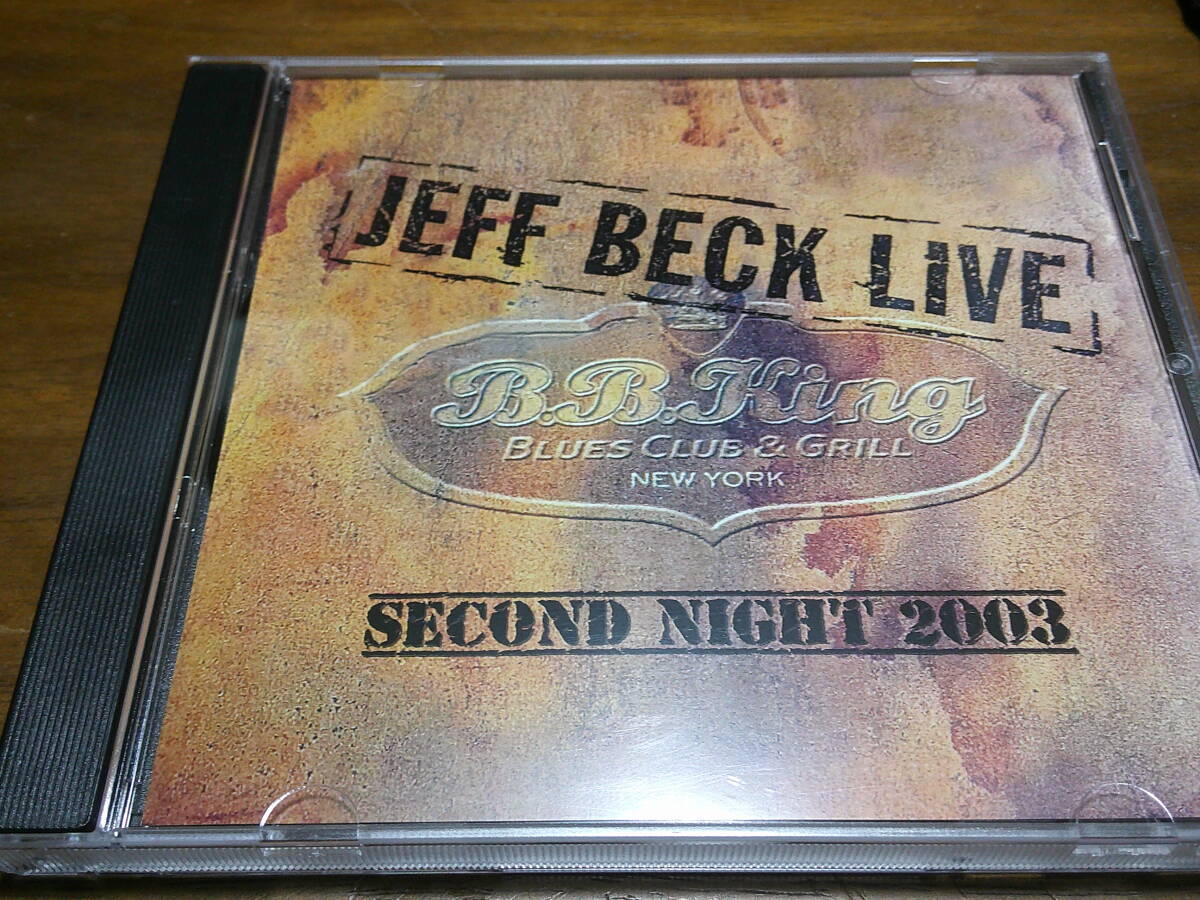 JEFF BECK LiVE
B.B.King
BLUES CLUB & GRILL
NEW YORK
SECOND NIGHT 2003